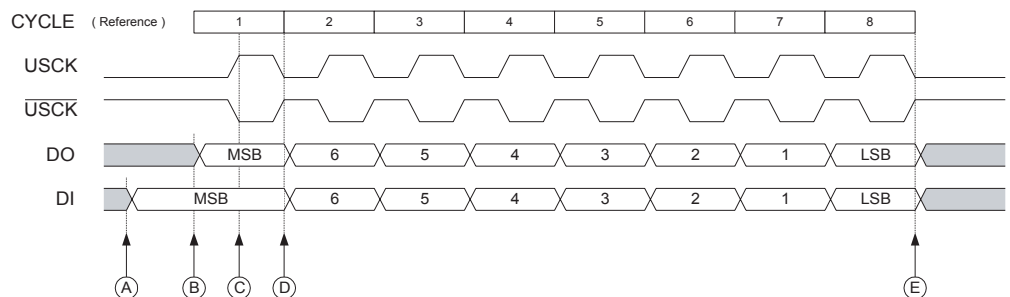 CYCLE ( Reference ) 1 2 3 4 5 6 7 8
USCK
USCK
DO MSB 6 5 4 3 2 1 LSB
DI MSB 6 5 4 3 2 1 LSB
A B C D E